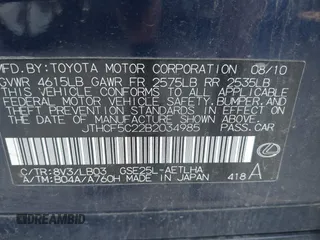 MFD.BY: TOYOTA MOTOR CORPORATION 08/10
GVWR 4615LB GAWR FR 2575LB RR 2535LB
THIS VEHICLE CONFORMS TO ALL APPLICABLE
FEDERAL MOTOR VEHICLE SAFETY, BUMPER, AND
THEFT PREVENTION STANDARDS IN EFFECT ON
THE DATE OF MANUFACTURE SHOWN ABOVE.
JTHCF5C22B2034985 PASS.CAR
C/TR: 8V3/LB03 GSE25L-AETLHA
A/TM: B04A/A760H MADE IN JAPAN 418A
DREAMBID